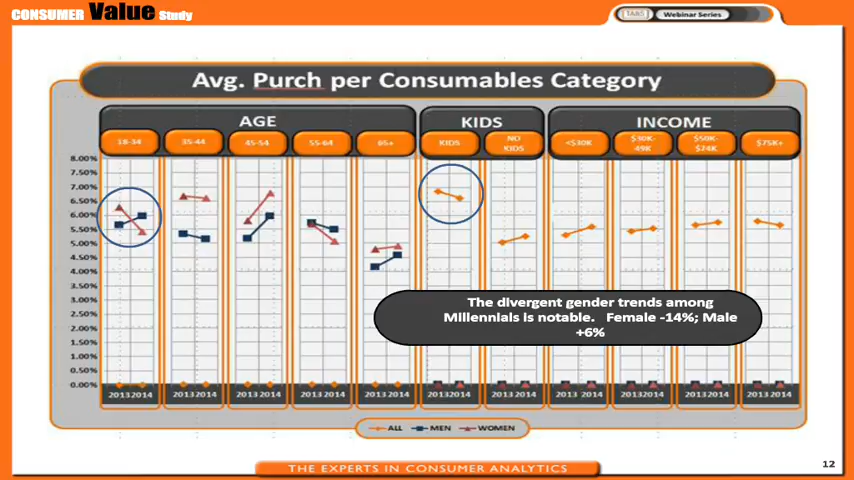 CONSUMER Value Study
TABS Webinar Series
Avg. Purch per Consumables Category
AGE KIDS INCOME
18-34 35-44 45-54 55-64 65+ KIDS NO KIDS <$30K $30K-49K $50K-$74K $75K+
8.00%
7.50%
7.00%
6.50%
6.00%
5.50%
5.00%
4.50%
4.00%
3.50%
3.00%
2.50%
2.00%
1.50%
1.00%
0.50%
0.00%
The divergent gender trends among
Millennials is notable. Female -14%; Male
+6%
2013 2014 2013 2014 2013 2014 2013 2014 2013 2014 2013 2014 2013 2014 2013 2014 2013 2014 2013 2014 2013 2014
ALL MEN WOMEN
THE EXPERTS IN CONSUMER ANALYTICS
12